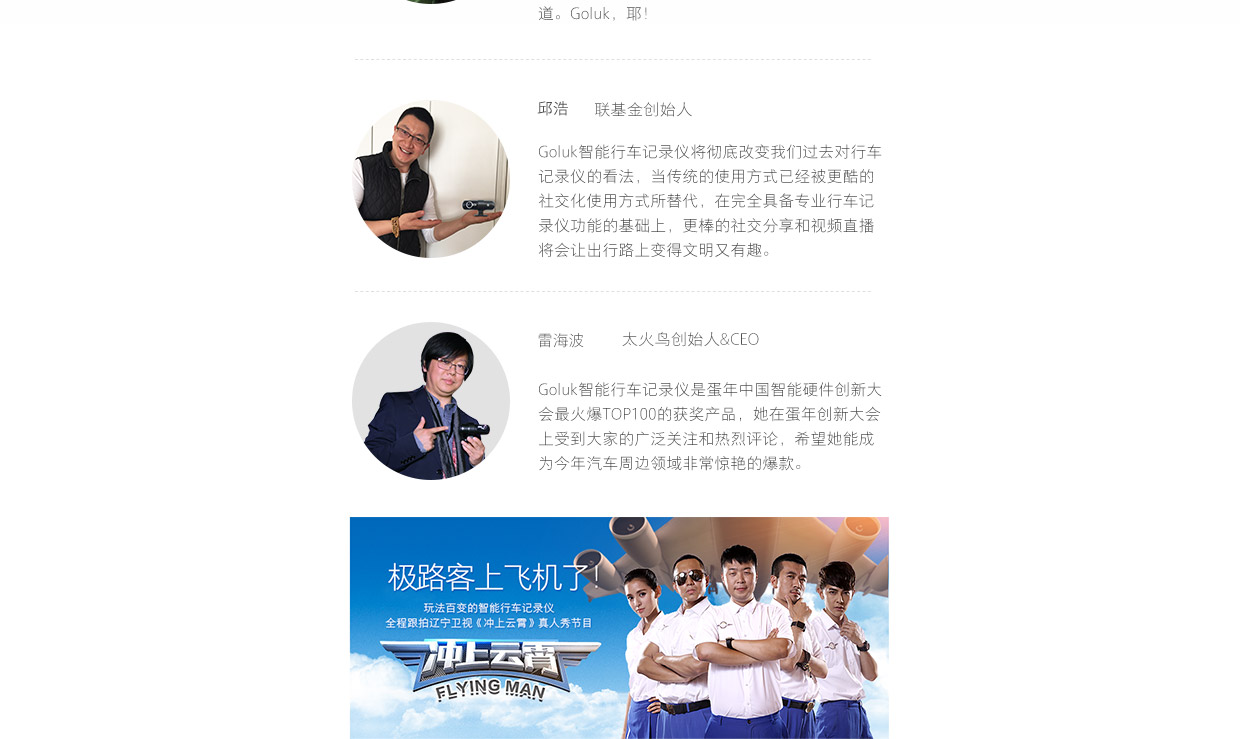 道。Goluk，耶！
邱浩 联基金创始人
Goluk智能行车记录仪将彻底改变我们过去对行车
记录仪的看法，当传统的使用方式已经被更酷的
社交化使用方式所替代，在完全具备专业行车记
录仪功能的基础上，更棒的社交分享和视频直播
将会让出行路上变得文明又有趣。
雷海波 太火鸟创始人&CEO
Goluk智能行车记录仪是蛋年中国智能硬件创新大
会最火爆TOP100的获奖产品，她在蛋年创新大会
上受到大家的广泛关注和热烈评论，希望她能成
为今年汽车周边领域非常惊艳的爆款。
极路客上飞机了！
玩法百变的智能行车记录仪
全程跟拍辽宁卫视《冲上云霄》真人秀节目
冲上云霄
FLYING MAN